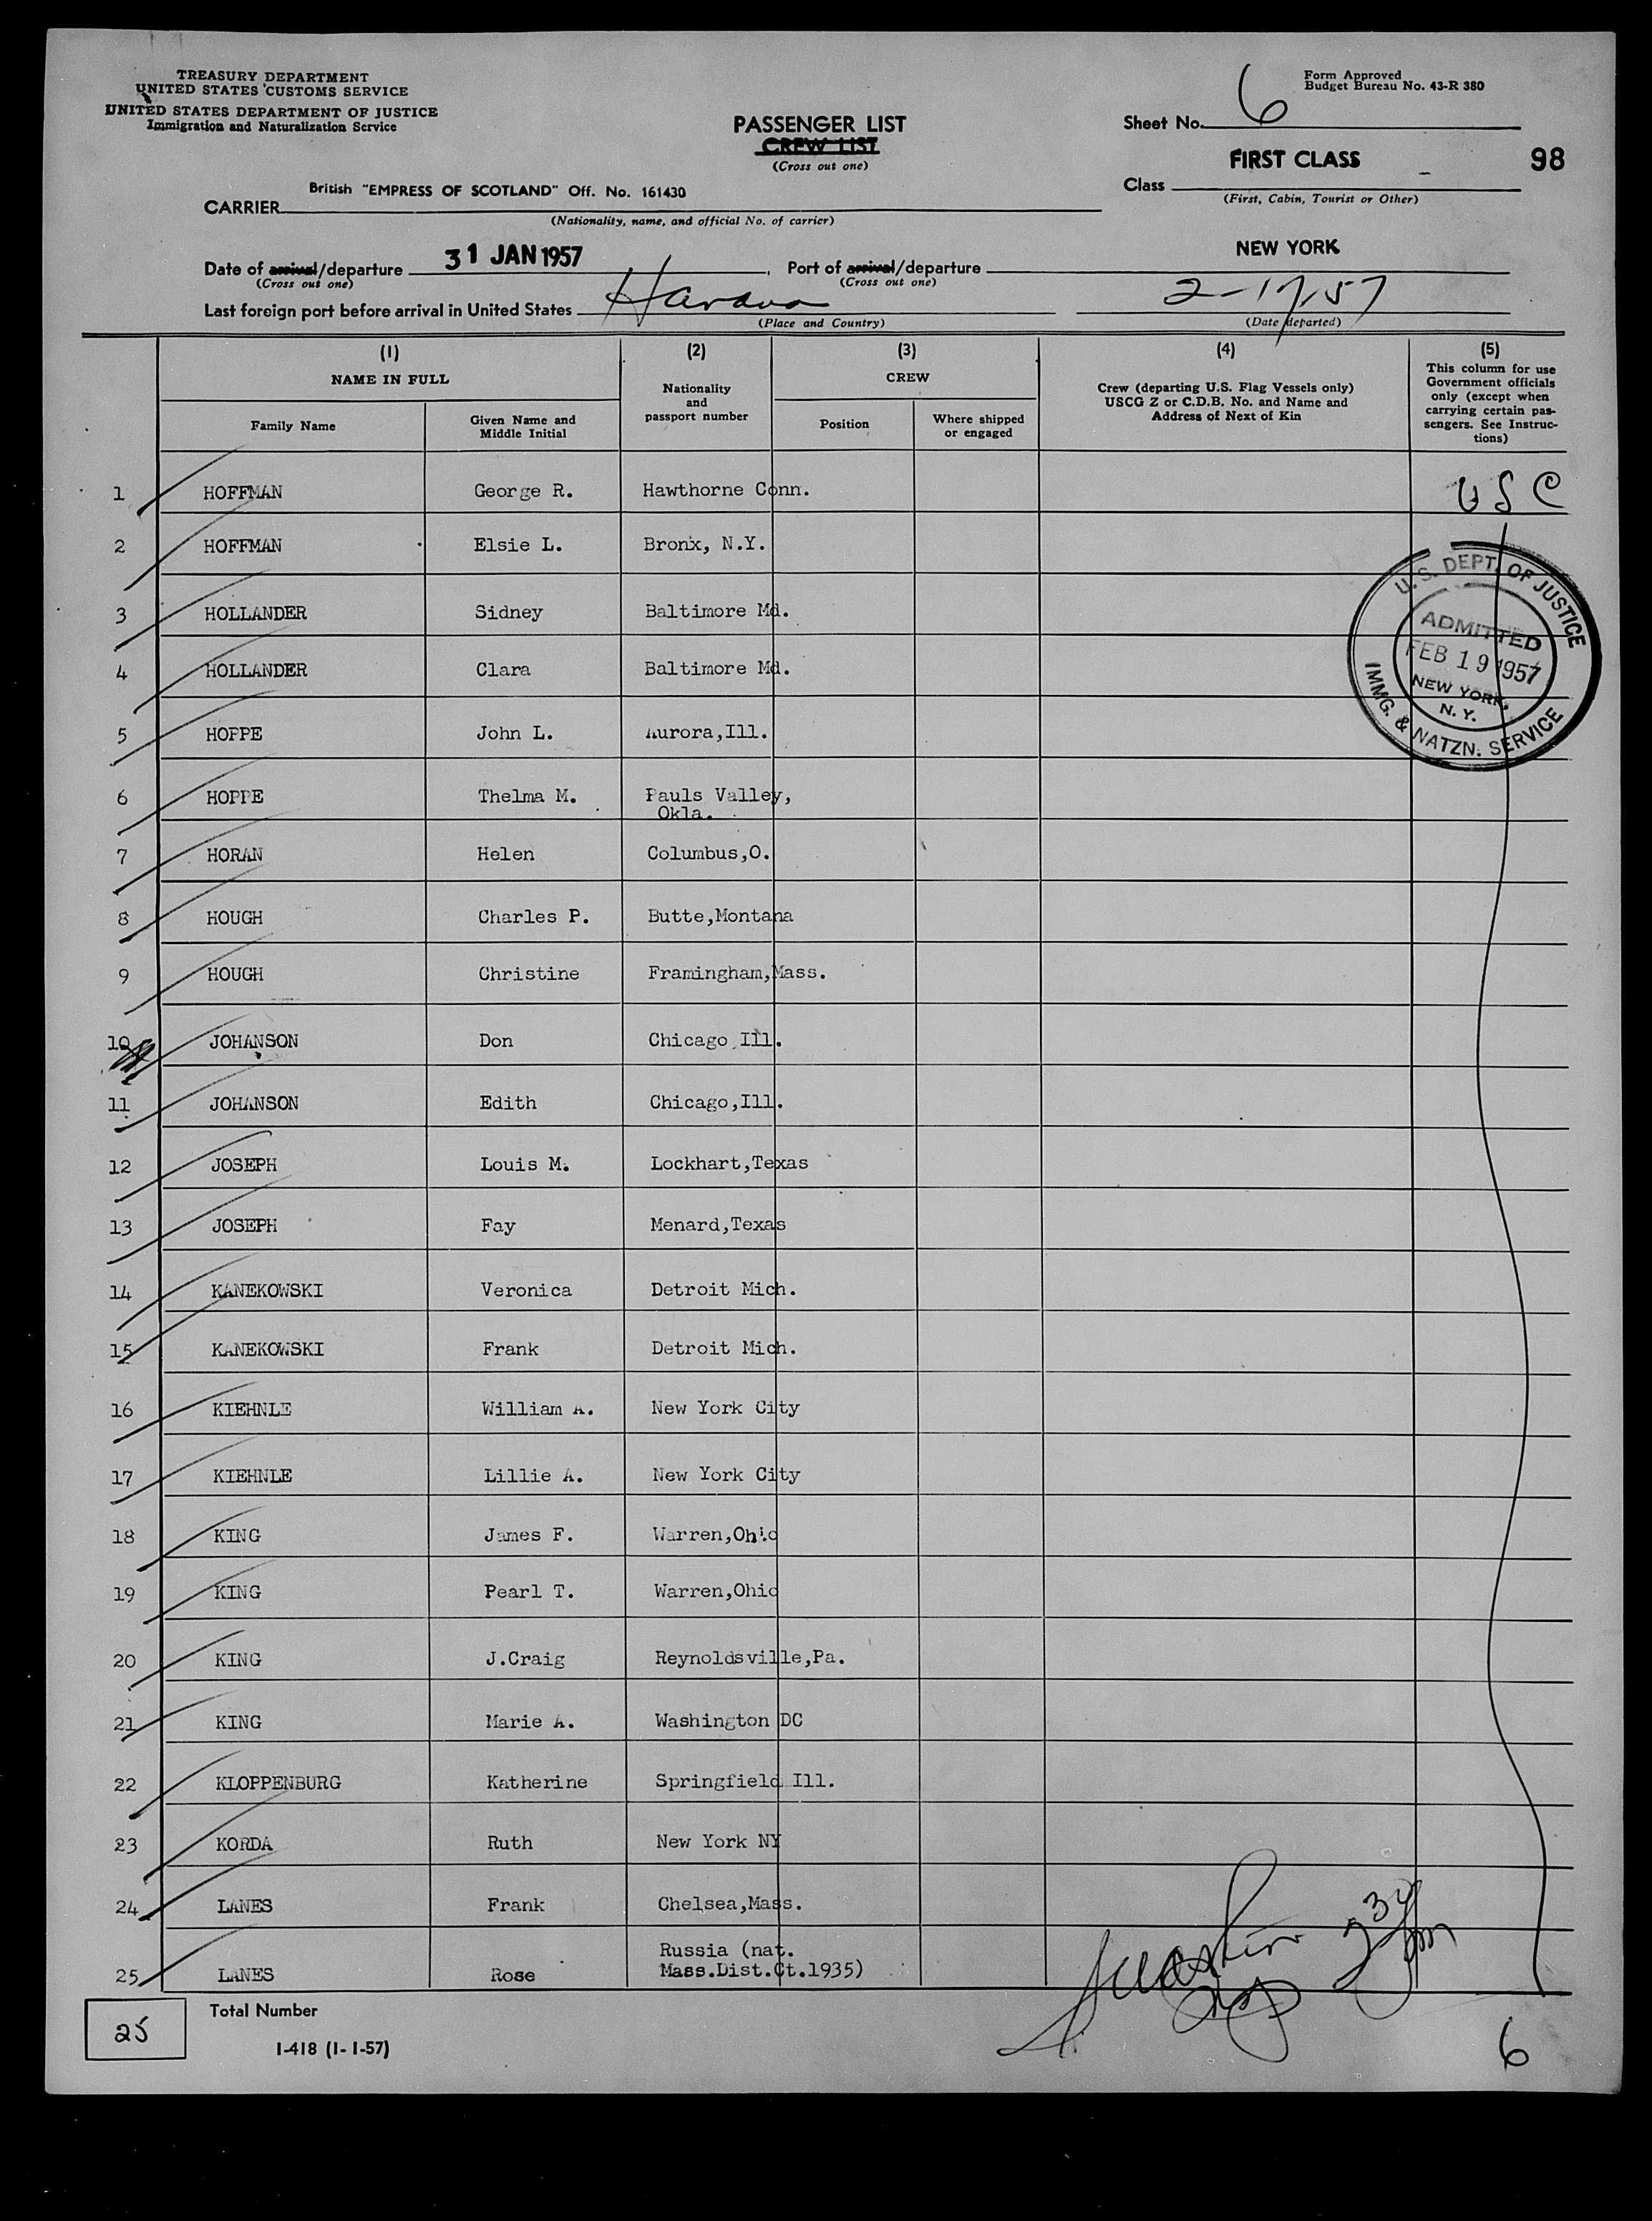 TREASURY DEPARTMENT
UNITED STATES CUSTOMS SERVICE
UNITED STATES DEPARTMENT OF JUSTICE
Immigration and Naturalization Service
Form Approved
Budget Bureau No. 43-R 380
PASSENGER LIST
CREW LIST
(Cross out one)
Sheet No. 6
FIRST CLASS
98
Class
(First, Cabin, Tourist or Other)
British "EMPRESS OF SCOTLAND" Off. No. 161430
CARRIER
(Nationality, name, and official No. of carrier)
Date of arrival/departure 31 JAN 1957, Port of arrival/departure NEW YORK
(Cross out one) (Cross out one)
Last foreign port before arrival in United States Havana 2-17-57
(Place and Country) (Date departed)
(1) (2) (3) (4) (5)
NAME IN FULL
Family Name
Given Name and
Middle Initial
Nationality
and
passport number
CREW
Position
Where shipped
or engaged
Crew (departing U.S. Flag Vessels only)
USCG Z or C.D.B. No. and Name and
Address of Next of Kin
This column for use
Government officials
only (except when
carrying certain pas-
sengers. See Instruc-
tions)
1 HOFFMAN George R. Hawthorne Conn. USC
2 HOFFMAN Elsie L. Bronx, N.Y.
3 HOLLANDER Sidney Baltimore Md.
4 HOLLANDER Clara Baltimore Md.
5 HOPPE John L. Aurora,Ill.
6 HOPPE Thelma M. Pauls Valley,
Okla.
7 HORAN Helen Columbus,O.
8 HOUGH Charles P. Butte,Montana
9 HOUGH Christine Framingham,Mass.
10 JOHANSON Don Chicago Ill.
11 JOHANSON Edith Chicago,Ill.
12 JOSEPH Louis M. Lockhart,Texas
13 JOSEPH Fay Menard,Texas
14 KANEKOWSKI Veronica Detroit Mich.
15 KANEKOWSKI Frank Detroit Mich.
16 KIEHNLE William A. New York City
17 KIEHNLE Lillie A. New York City
18 KING James F. Warren,Ohio
19 KING Pearl T. Warren,Ohio
20 KING J.Craig Reynoldsville,Pa.
21 KING Marie A. Washington DC
22 KLOPPENBURG Katherine Springfield Ill.
23 KORDA Ruth New York NY
24 LANES Frank Chelsea,Mass.
25 LANES Rose Russia (nat.
Mass.Dist.Ct.1935)
U.S. DEPT. OF JUSTICE
ADMITTED
FEB 19 1957
NEW YORK,
N. Y.
IMMG. & NATZN. SERVICE
25
Total Number
I-418 (1-1-57)
6